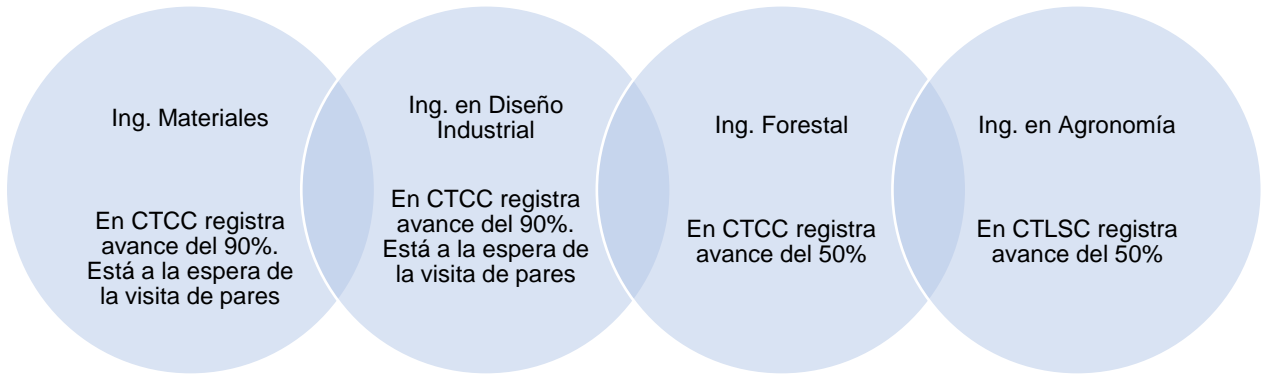 Ing. Materiales
En CTCC registra
avance del 90%.
Está a la espera de
la visita de pares
Ing. en Diseño
Industrial
En CTCC registra
avance del 90%.
Está a la espera de
la visita de pares
Ing. Forestal
En CTCC registra
avance del 50%
Ing. en Agronomía
En CTLSC registra
avance del 50%